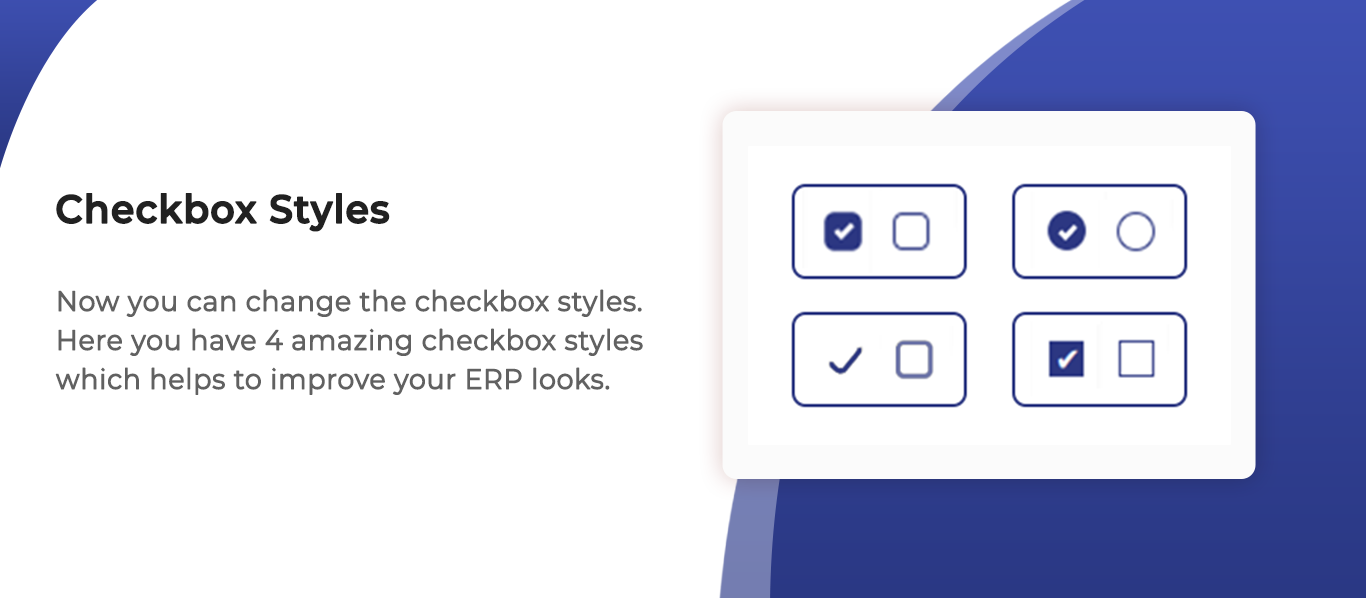 Checkbox Styles
Now you can change the checkbox styles.
Here you have 4 amazing checkbox styles
which helps to improve your ERP looks.